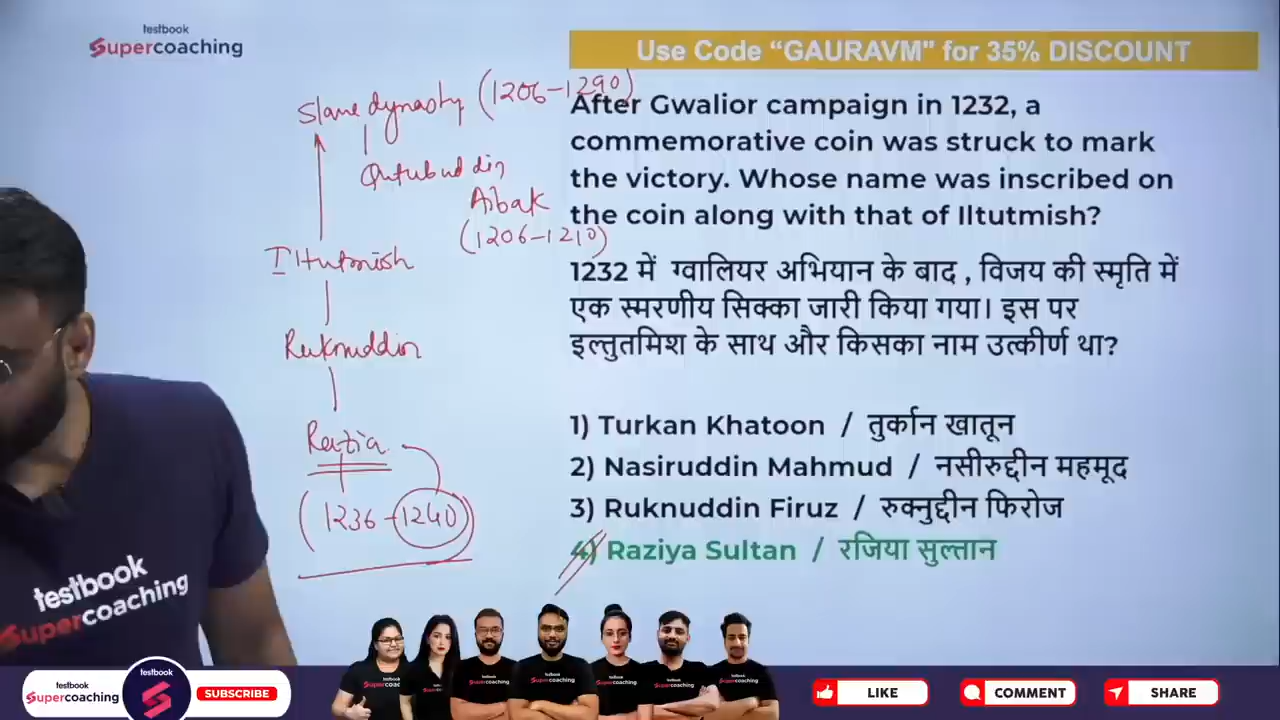 testbook
Supercoaching
Use Code “GAURAVM" for 35% DISCOUNT
Slave dynasty (1206-1290)
Qutubuddin
Aibak
(1206-1210)
Iltutmish
Ruknuddin
Razia
(1236-1240)
After Gwalior campaign in 1232, a
commemorative coin was struck to mark
the victory. Whose name was inscribed on
the coin along with that of Iltutmish?
1232 में ग्वालियर अभियान के बाद , विजय की स्मृति में
एक स्मरणीय सिक्का जारी किया गया। इस पर
इल्तुतमिश के साथ और किसका नाम उत्कीर्ण था?
1) Turkan Khatoon / तुर्कान खातून
2) Nasiruddin Mahmud / नसीरुद्दीन महमूद
3) Ruknuddin Firuz / रुक्नुद्दीन फिरोज
4) Raziya Sultan / रजिया सुल्तान
testbook
Supercoaching
testbook
Supercoaching
testbook
SUBSCRIBE
LIKE
COMMENT
SHARE